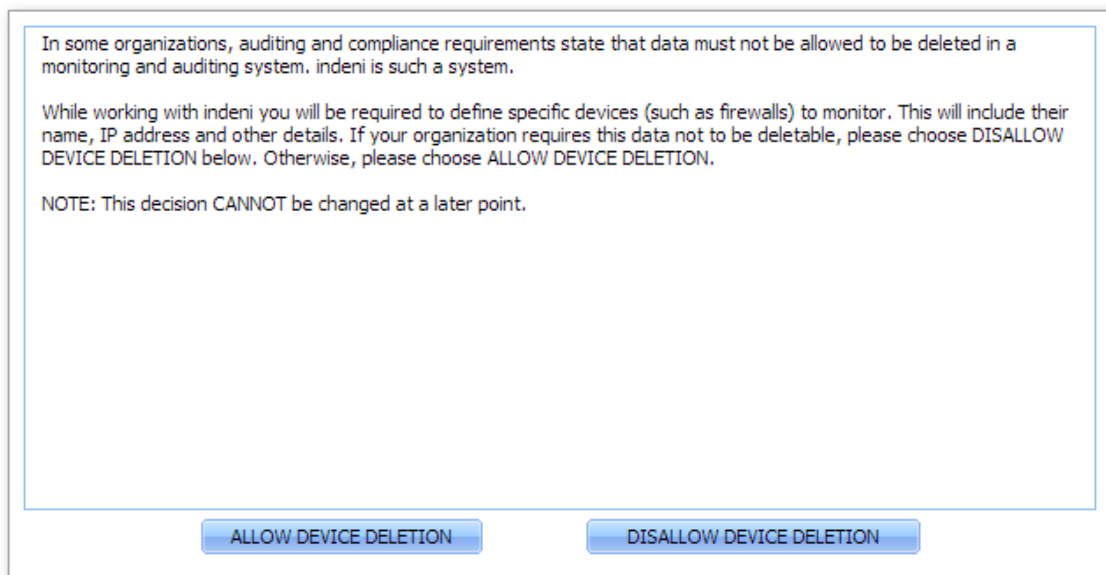 In some organizations, auditing and compliance requirements state that data must not be allowed to be deleted in a
monitoring and auditing system. indeni is such a system.
While working with indeni you will be required to define specific devices (such as firewalls) to monitor. This will include their
name, IP address and other details. If your organization requires this data not to be deletable, please choose DISALLOW
DEVICE DELETION below. Otherwise, please choose ALLOW DEVICE DELETION.
NOTE: This decision CANNOT be changed at a later point.
ALLOW DEVICE DELETION
DISALLOW DEVICE DELETION